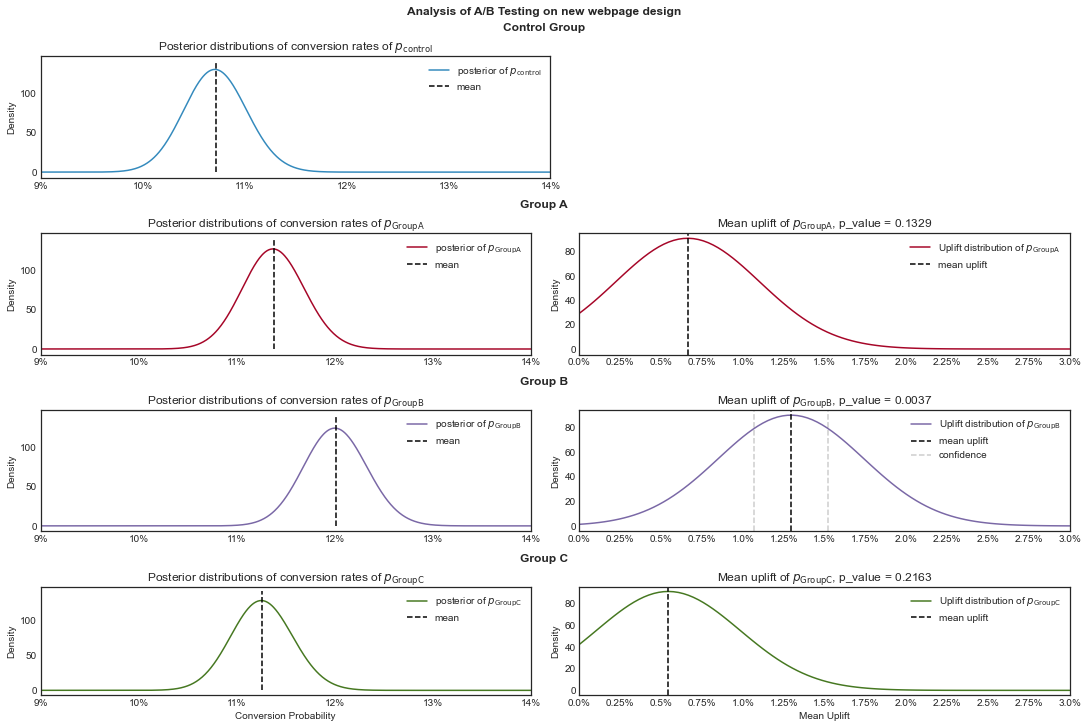 Analysis of A/B Testing on new webpage design
Control Group
Posterior distributions of conversion rates of p_control
Density
100
50
0
posterior of p_control
mean
9% 10% 11% 12% 13% 14%
Group A
Posterior distributions of conversion rates of p_GroupA
Density
100
50
0
posterior of p_GroupA
mean
9% 10% 11% 12% 13% 14%
Mean uplift of p_GroupA, p_value = 0.1329
Density
80
60
40
20
0
Uplift distribution of p_GroupA
mean uplift
0.0% 0.25% 0.5% 0.75% 1.0% 1.25% 1.5% 1.75% 2.0% 2.25% 2.5% 2.75% 3.0%
Group B
Posterior distributions of conversion rates of p_GroupB
Density
100
50
0
posterior of p_GroupB
mean
9% 10% 11% 12% 13% 14%
Mean uplift of p_GroupB, p_value = 0.0037
Density
80
60
40
20
0
Uplift distribution of p_GroupB
mean uplift
confidence
0.0% 0.25% 0.5% 0.75% 1.0% 1.25% 1.5% 1.75% 2.0% 2.25% 2.5% 2.75% 3.0%
Group C
Posterior distributions of conversion rates of p_GroupC
Density
100
50
0
posterior of p_GroupC
mean
9% 10% 11% 12% 13% 14%
Conversion Probability
Mean uplift of p_GroupC, p_value = 0.2163
Density
80
60
40
20
0
Uplift distribution of p_GroupC
mean uplift
0.0% 0.25% 0.5% 0.75% 1.0% 1.25% 1.5% 1.75% 2.0% 2.25% 2.5% 2.75% 3.0%
Mean Uplift